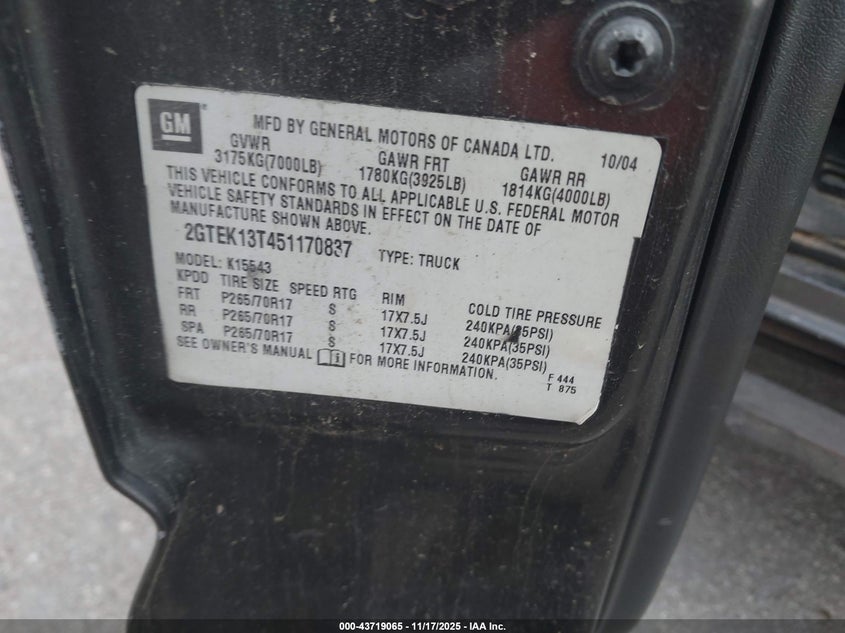 GM
MFD BY GENERAL MOTORS OF CANADA LTD. 10/04
GVWR GAWR FRT GAWR RR
3175KG(7000LB) 1780KG(3925LB) 1814KG(4000LB)
THIS VEHICLE CONFORMS TO ALL APPLICABLE U.S. FEDERAL MOTOR
VEHICLE SAFETY STANDARDS IN EFFECT ON THE DATE OF
MANUFACTURE SHOWN ABOVE.
2GTEK13T451170837 TYPE: TRUCK
MODEL: K15543
KPDD TIRE SIZE SPEED RTG RIM COLD TIRE PRESSURE
FRT P265/70R17 S 17X7.5J 240KPA(35PSI)
RR P265/70R17 S 17X7.5J 240KPA(35PSI)
SPA P265/70R17 S 17X7.5J 240KPA(35PSI)
SEE OWNER'S MANUAL FOR MORE INFORMATION.
F 444
T 875
000-43719065 - 11/17/2025 - IAA Inc.